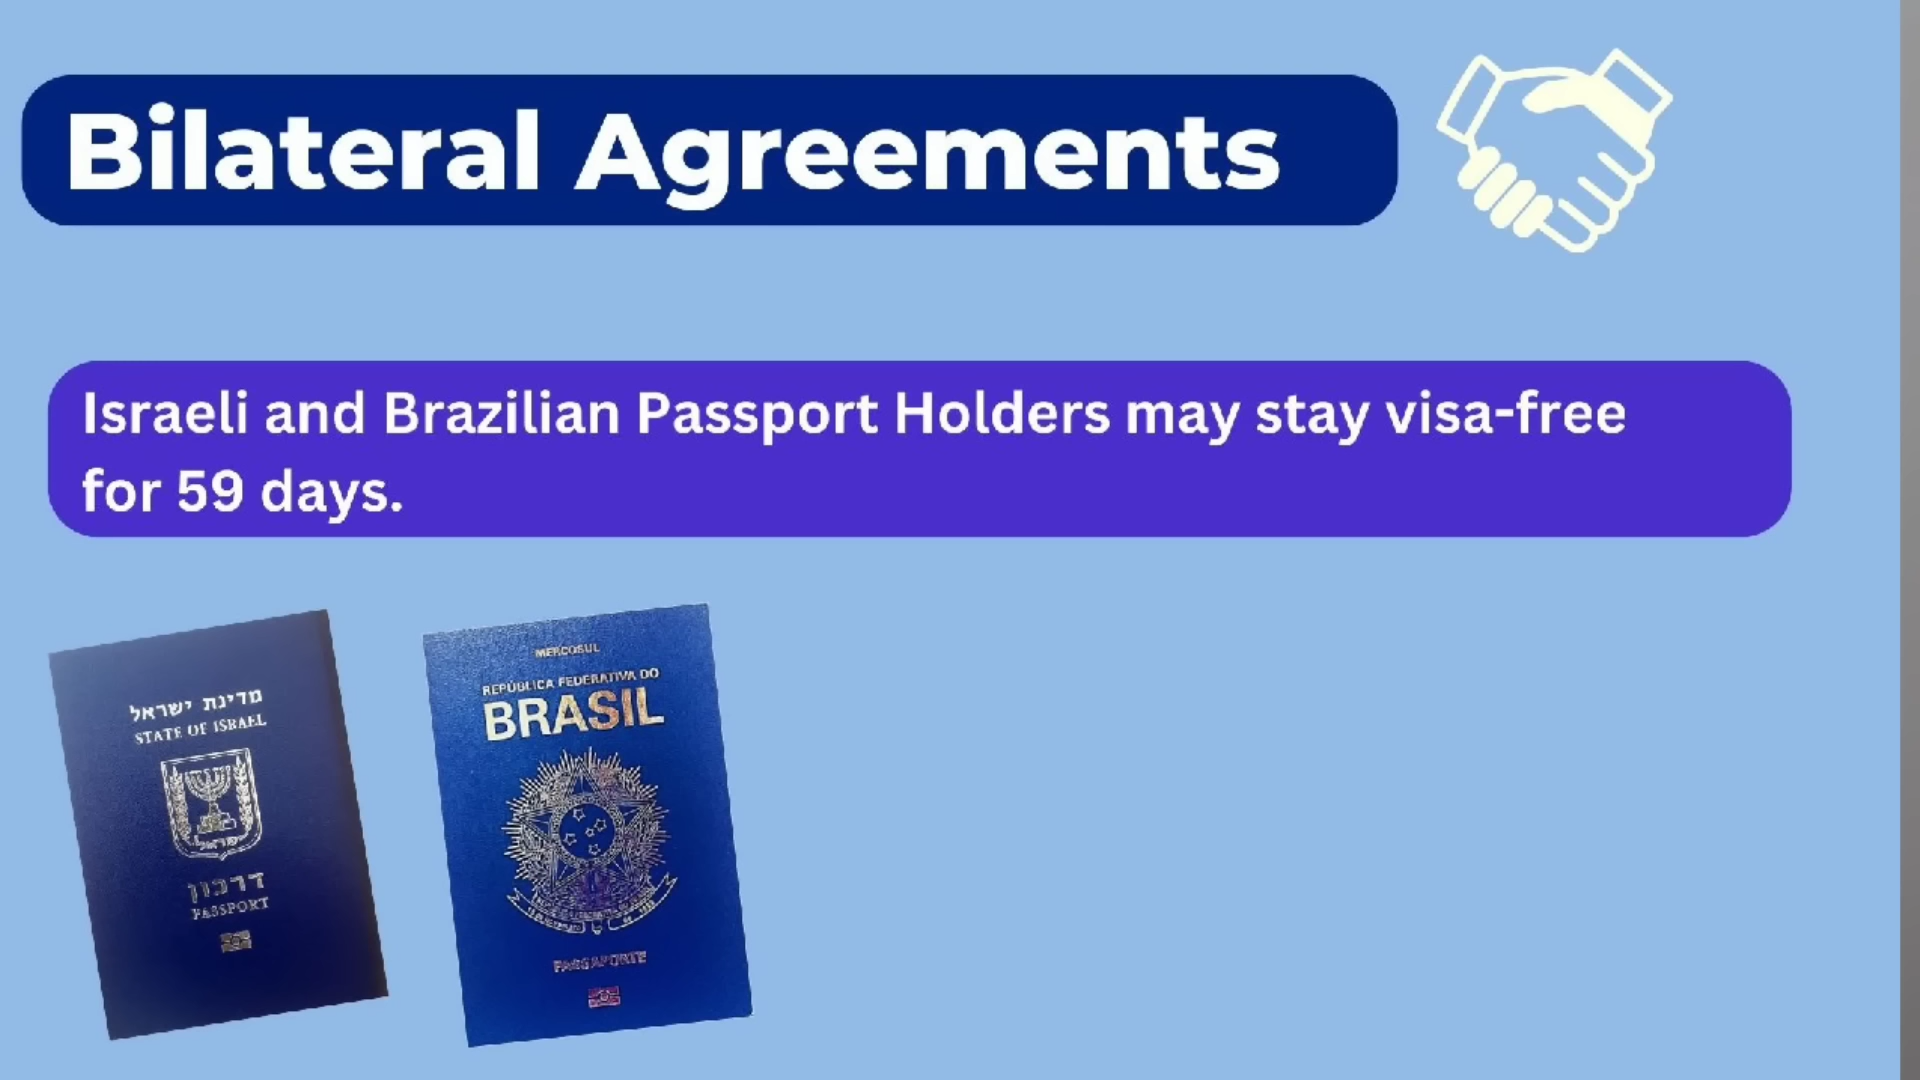 Bilateral Agreements
Israeli and Brazilian Passport Holders may stay visa-free
for 59 days.
מדינת ישראל
STATE OF ISRAEL
ישראל
דרכון
PASSPORT
MERCOSUL
REPÚBLICA FEDERATIVA DO
BRASIL
PASSAPORTE